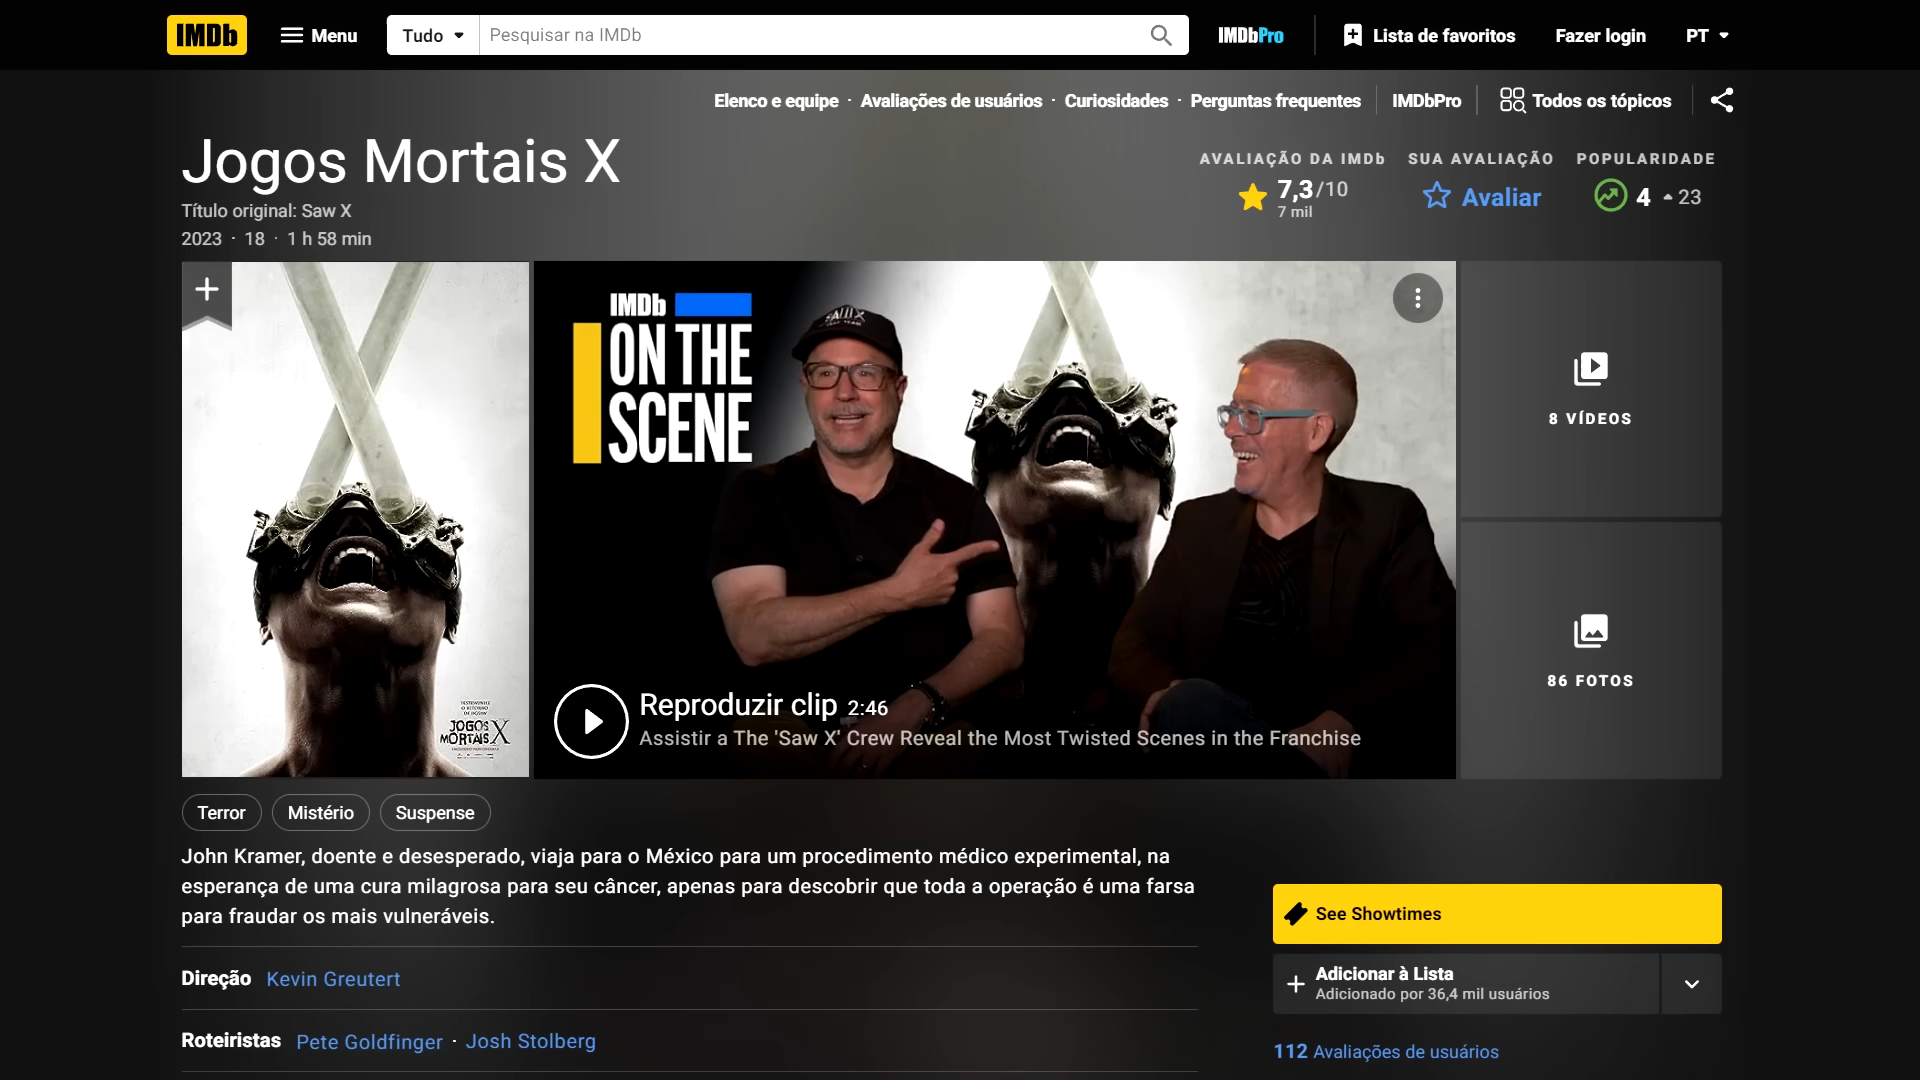 IMDb
Menu
Tudo
Pesquisar na IMDb
IMDbPro
Lista de favoritos
Fazer login
PT
Elenco e equipe · Avaliações de usuários · Curiosidades · Perguntas frequentes
IMDbPro
Todos os tópicos
Jogos Mortais X
Título original: Saw X
2023 · 18 · 1 h 58 min
AVALIAÇÃO DA IMDb
7,3/10
7 mil
SUA AVALIAÇÃO
Avaliar
POPULARIDADE
4
23
JOGOS
MORTAIS X
IMDb
ON THE
SCENE
SAW X
Reproduzir clip 2:46
Assistir a The 'Saw X' Crew Reveal the Most Twisted Scenes in the Franchise
8 VÍDEOS
86 FOTOS
Terror
Mistério
Suspense
John Kramer, doente e desesperado, viaja para o México para um procedimento médico experimental, na
esperança de uma cura milagrosa para seu câncer, apenas para descobrir que toda a operação é uma farsa
para fraudar os mais vulneráveis.
Direção Kevin Greutert
Roteiristas Pete Goldfinger · Josh Stolberg
See Showtimes
Adicionar à Lista
Adicionado por 36,4 mil usuários
112 Avaliações de usuários